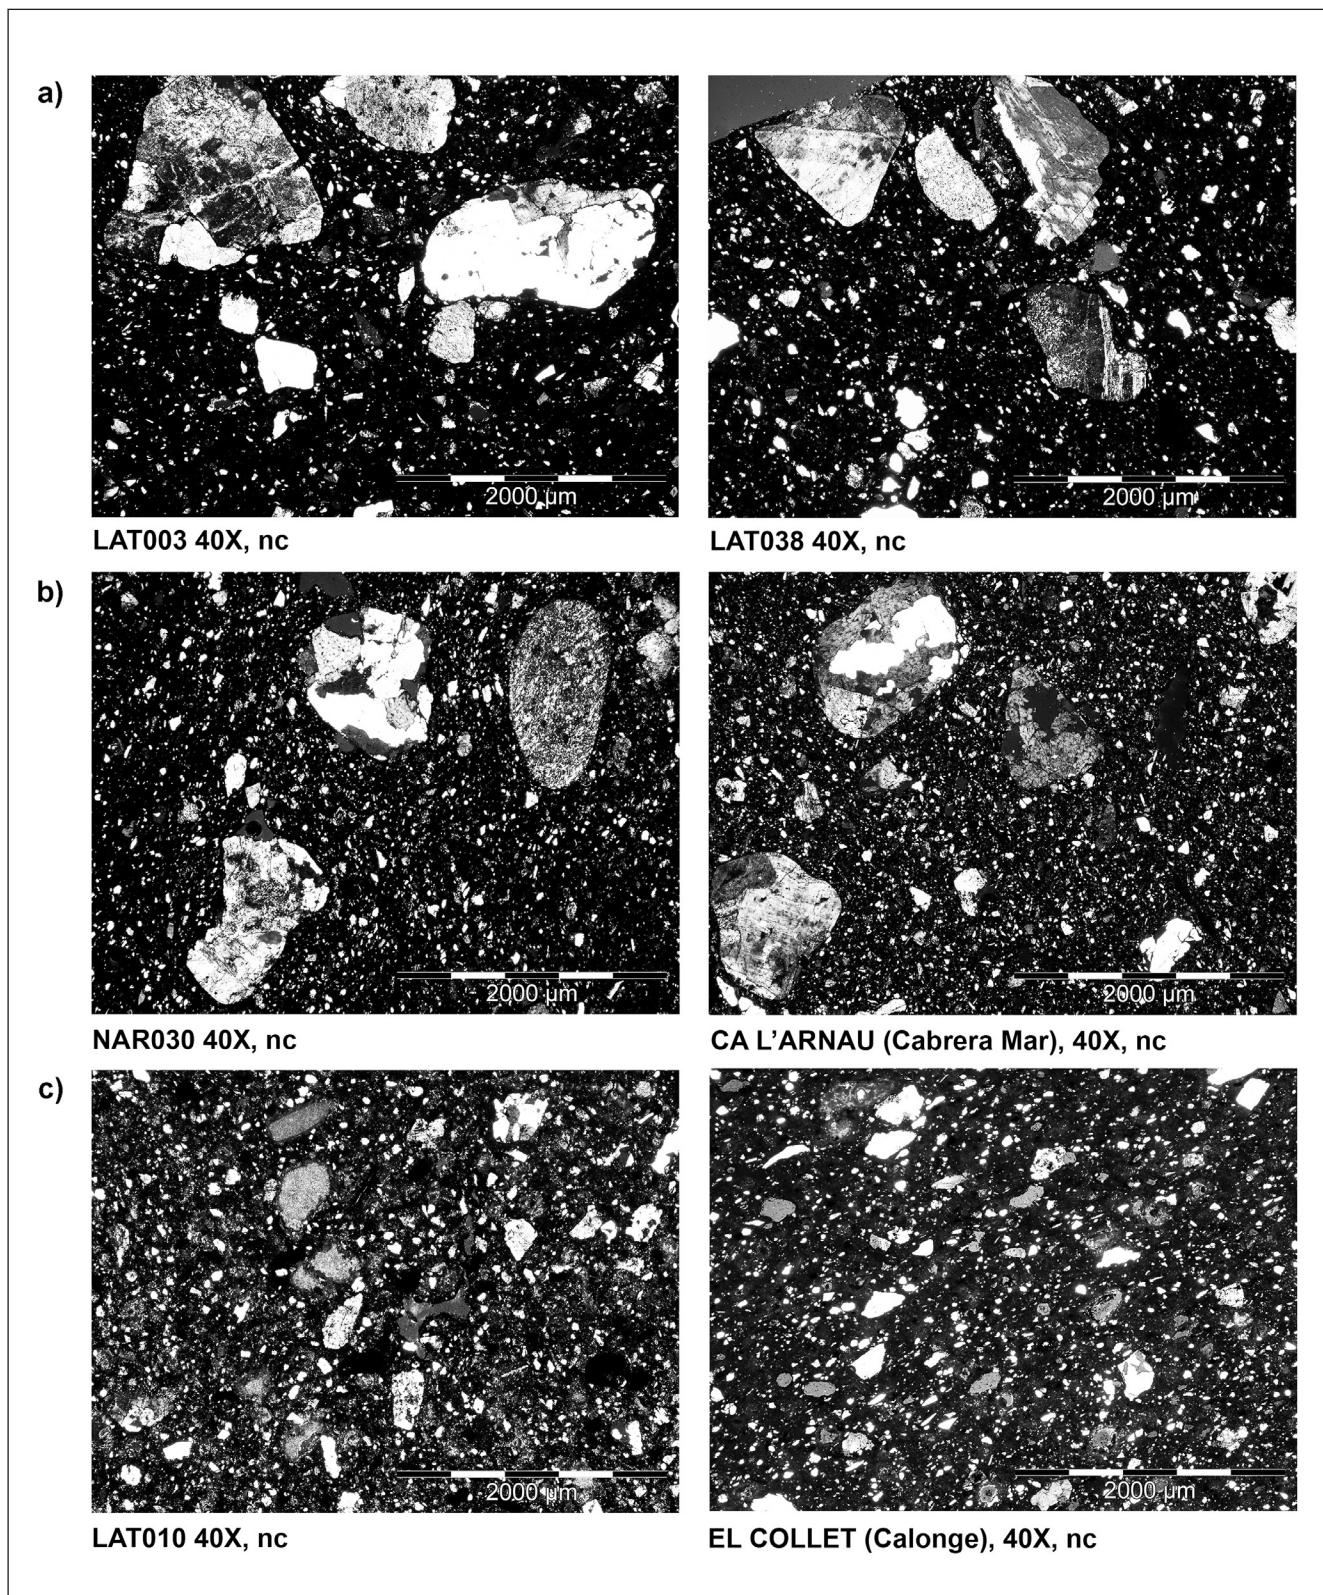 a)
2000 µm
2000 µm
LAT003 40X, nc
LAT038 40X, nc
b)
2000 µm
2000 µm
NAR030 40X, nc
CA L'ARNAU (Cabrera Mar), 40X, nc
c)
2000 µm
2000 µm
LAT010 40X, nc
EL COLLET (Calonge), 40X, nc